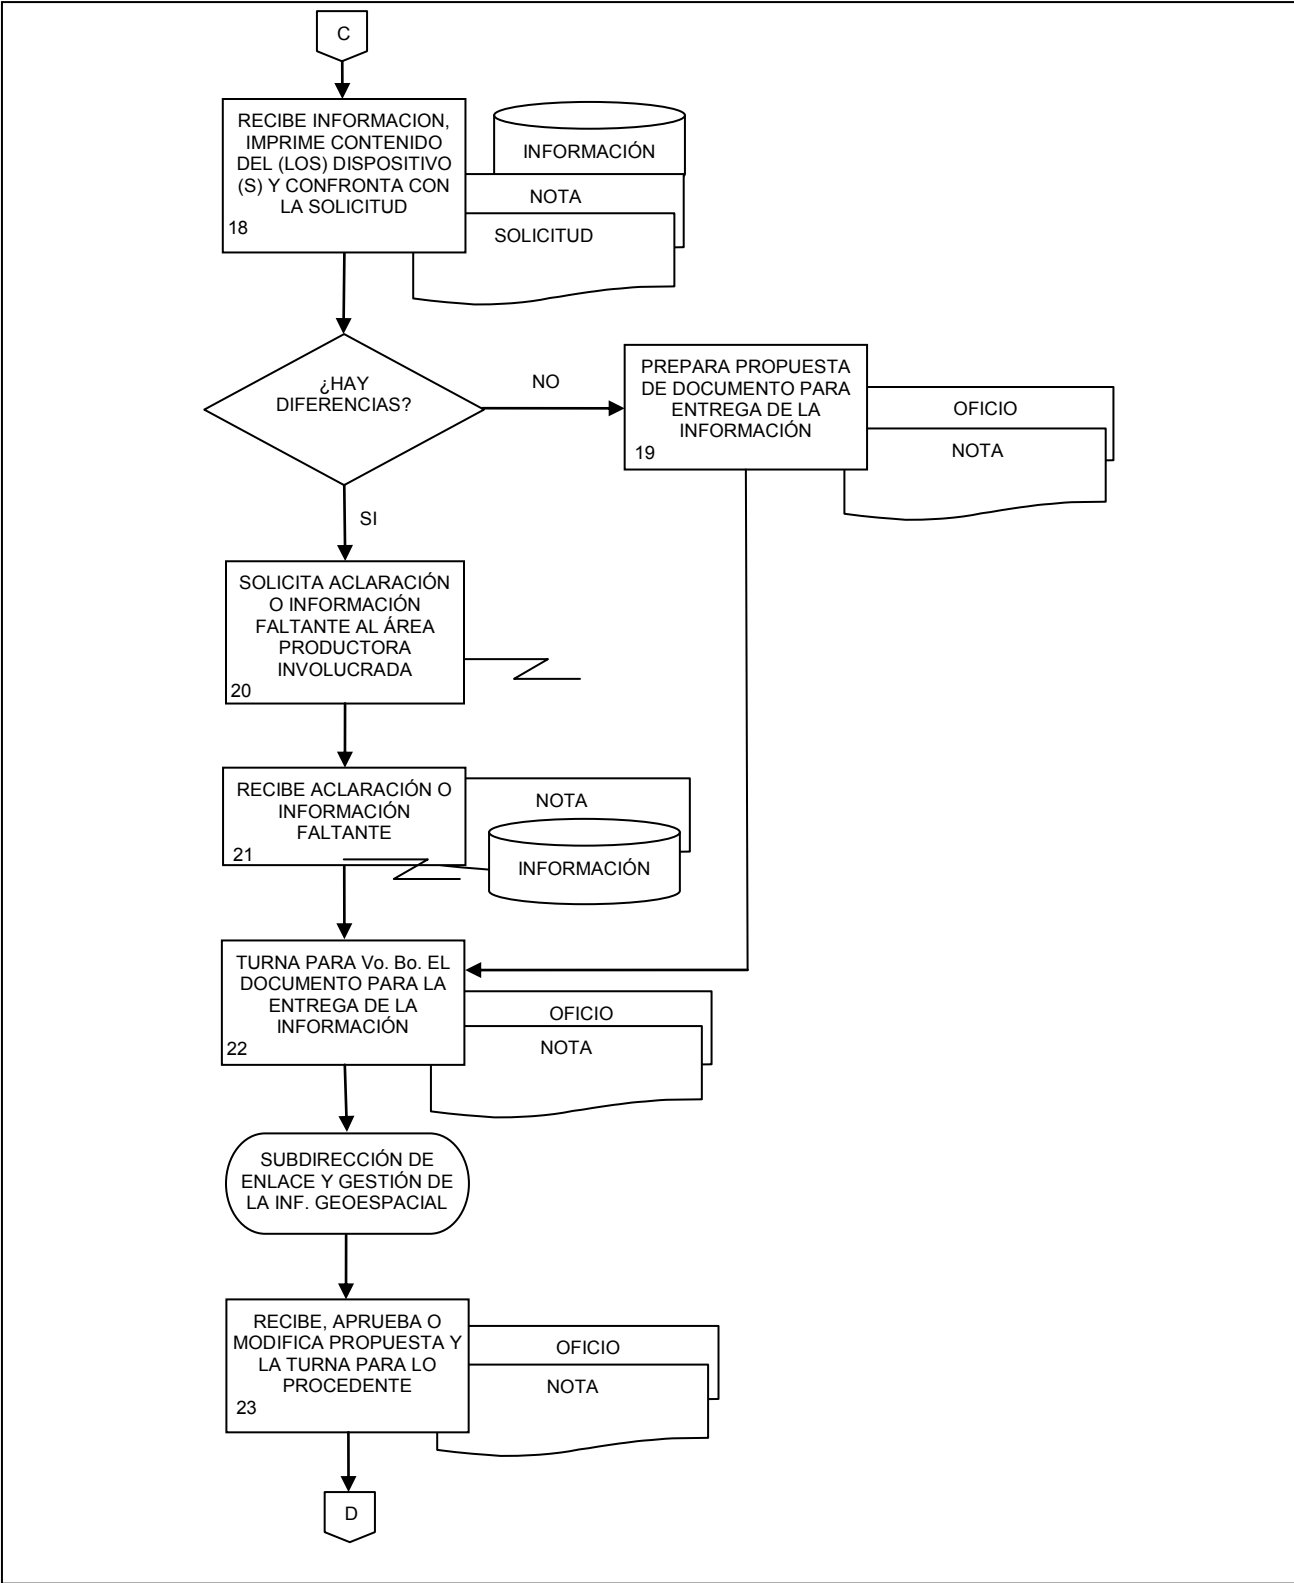 C
RECIBE INFORMACION,
IMPRIME CONTENIDO
DEL (LOS) DISPOSITIVO
(S) Y CONFRONTA CON
LA SOLICITUD
18
INFORMACIÓN
NOTA
SOLICITUD
¿HAY
DIFERENCIAS?
NO
PREPARA PROPUESTA
DE DOCUMENTO PARA
ENTREGA DE LA
INFORMACIÓN
19
OFICIO
NOTA
SI
SOLICITA ACLARACIÓN
O INFORMACIÓN
FALTANTE AL ÁREA
PRODUCTORA
INVOLUCRADA
20
RECIBE ACLARACIÓN O
INFORMACIÓN
FALTANTE
21
NOTA
INFORMACIÓN
TURNA PARA Vo. Bo. EL
DOCUMENTO PARA LA
ENTREGA DE LA
INFORMACIÓN
22
OFICIO
NOTA
SUBDIRECCIÓN DE
ENLACE Y GESTIÓN DE
LA INF. GEOESPACIAL
RECIBE, APRUEBA O
MODIFICA PROPUESTA Y
LA TURNA PARA LO
PROCEDENTE
23
OFICIO
NOTA
D